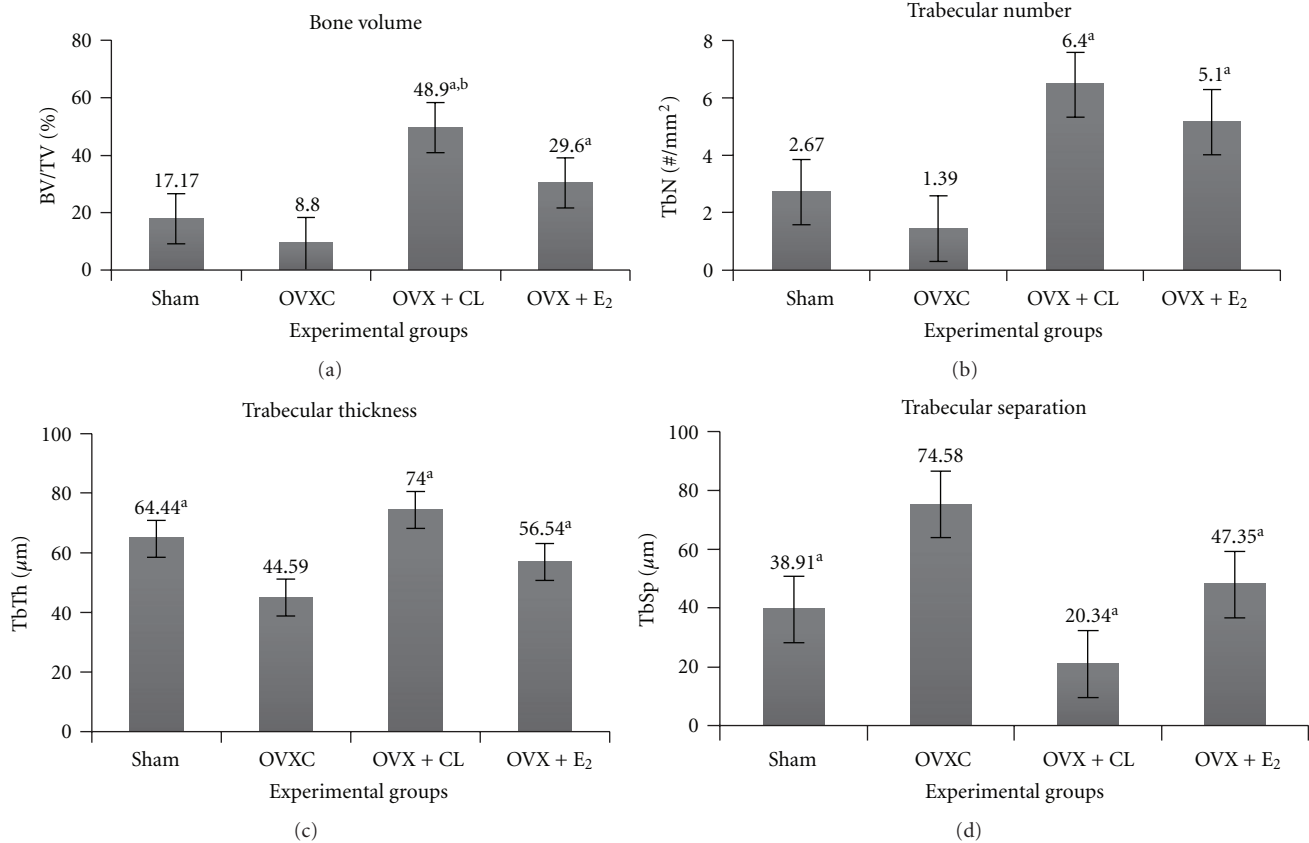 Bone volume
80
60
40
20
0
BV/TV (%)
17.17
8.8
48.9a,b
29.6a
Sham OVXC OVX + CL OVX + E2
Experimental groups
(a)
Trabecular number
8
6
4
2
0
TbN (#/mm2)
2.67
1.39
6.4a
5.1a
Sham OVXC OVX + CL OVX + E2
Experimental groups
(b)
Trabecular thickness
100
80
60
40
20
0
TbTh (μm)
64.44a
44.59
74a
56.54a
Sham OVXC OVX + CL OVX + E2
Experimental groups
(c)
Trabecular separation
100
80
60
40
20
0
TbSp (μm)
38.91a
74.58
20.34a
47.35a
Sham OVXC OVX + CL OVX + E2
Experimental groups
(d)